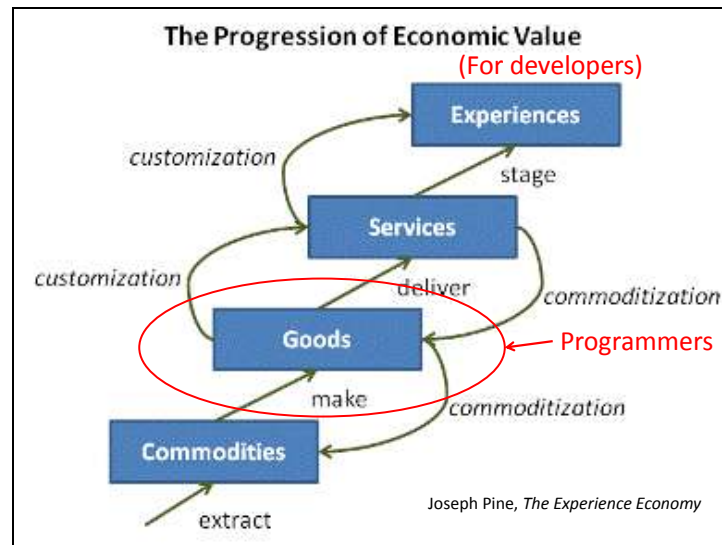 The Progression of Economic Value
(For developers)
Experiences
customization
stage
Services
customization
deliver
commoditization
Goods
Programmers
make
commoditization
Commodities
Joseph Pine, The Experience Economy
extract